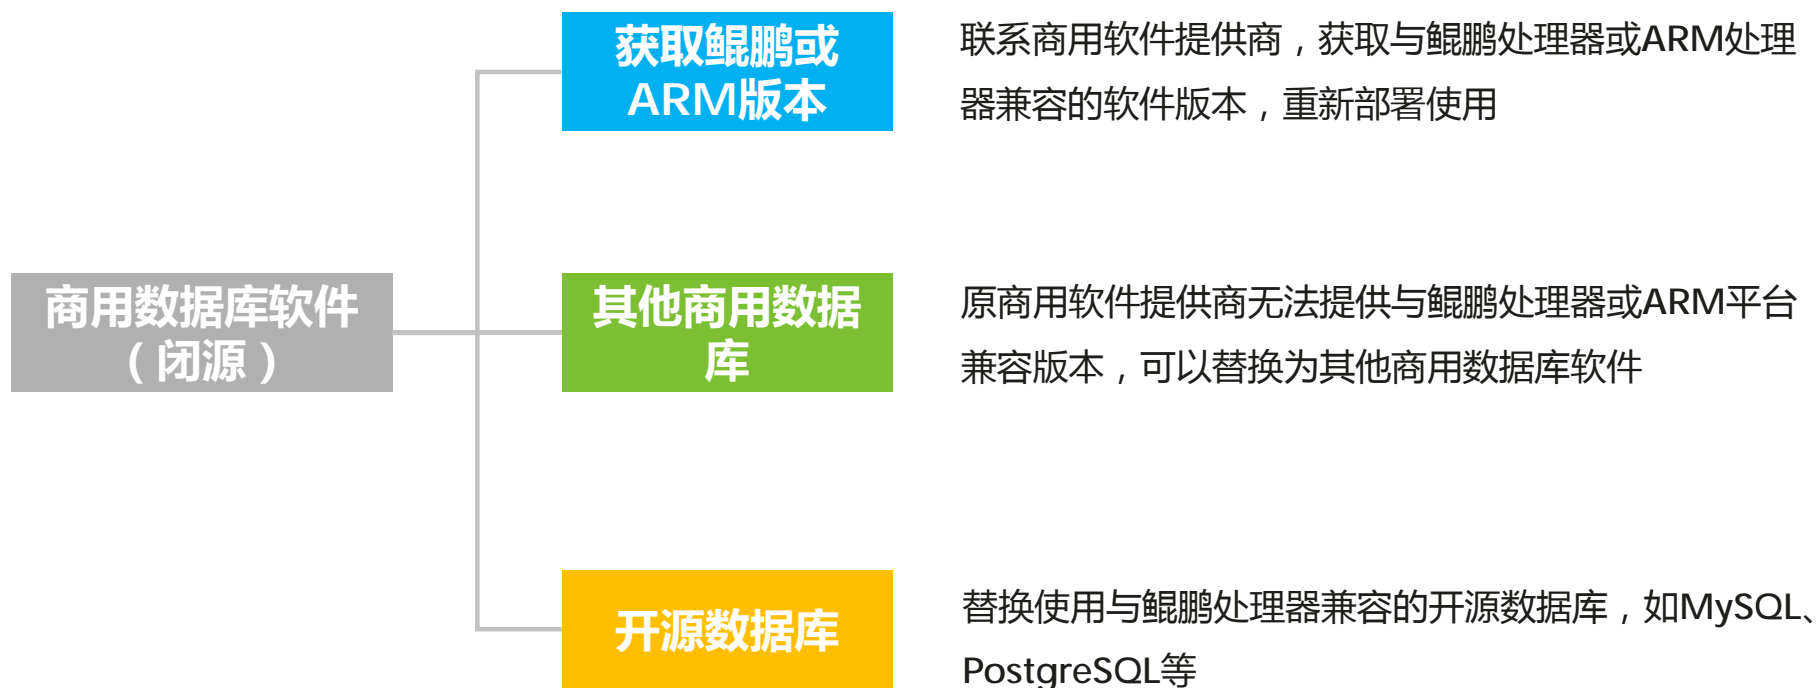 获取鲲鹏或
ARM版本
联系商用软件提供商，获取与鲲鹏处理器或ARM处理
器兼容的软件版本，重新部署使用
商用数据库软件
（闭源）
其他商用数据
库
原商用软件提供商无法提供与鲲鹏处理器或ARM平台
兼容版本，可以替换为其他商用数据库软件
开源数据库
替换使用与鲲鹏处理器兼容的开源数据库，如MySQL、
PostgreSQL等